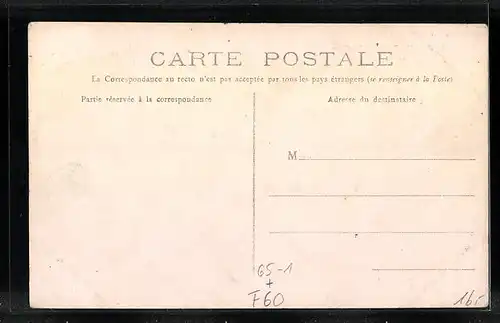 CARTE POSTALE
La Correspondance au recto n'est pas acceptée par tous les pays étrangers (se renseigner à la Poste)
Partie réservée à la correspondance
Adresse du destinataire
M
65-1
+
F60